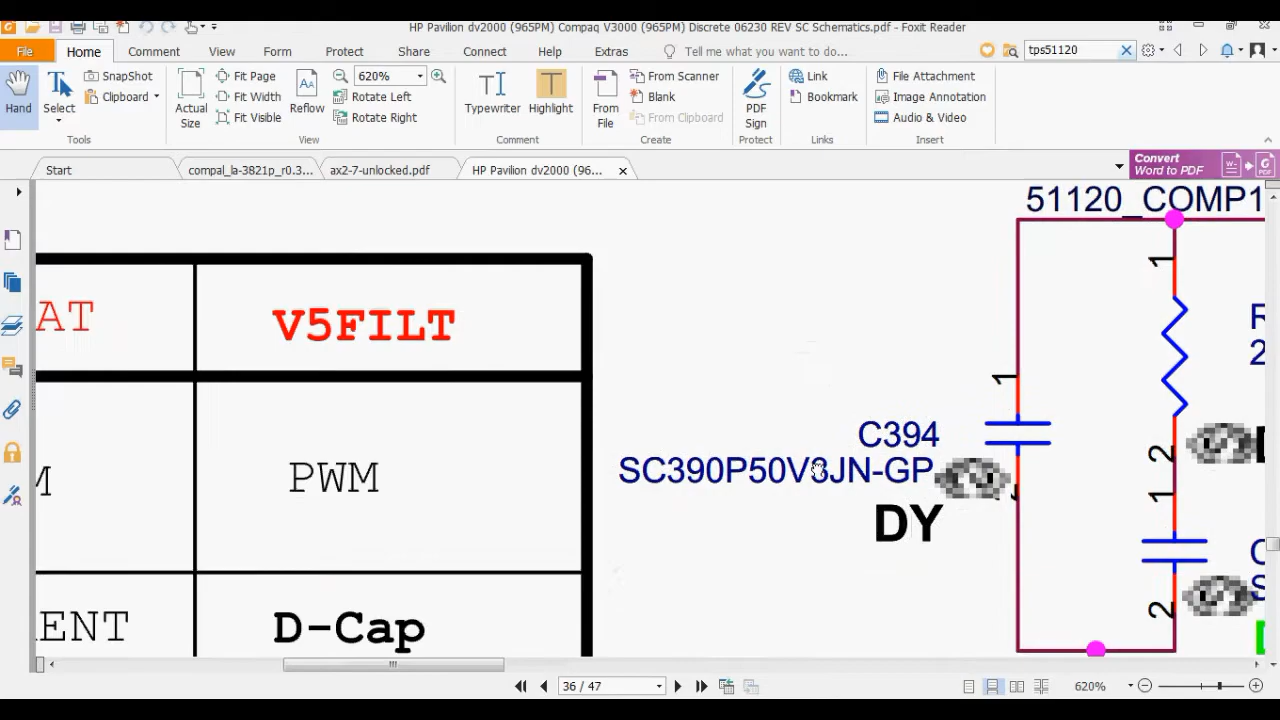 HP Pavilion dv2000 (965PM) Compaq V3000 (965PM) Discrete 06230 REV SC Schematics.pdf - Foxit Reader
File Home Comment View Form Protect Share Connect Help Extras Tell me what you want to do... tps51120
Hand
Select
SnapShot
Clipboard
Tools
Actual Size
Fit Page
Fit Width
Fit Visible
Reflow
620%
Rotate Left
Rotate Right
View
Typewriter
Highlight
Comment
From File
From Scanner
Blank
From Clipboard
Create
PDF Sign
Protect
Link
Bookmark
Links
File Attachment
Image Annotation
Audio & Video
Insert
Start compal_la-3821p_r0.3... ax2-7-unlocked.pdf HP Pavilion dv2000 (96...
Convert
Word to PDF
51120_COMP1
AT V5FILT
1
R
2
1
C394
SC390P50V3JN-GP
DY
2
M PWM
1
C
S
2
ENT D-Cap
36 / 47
620%